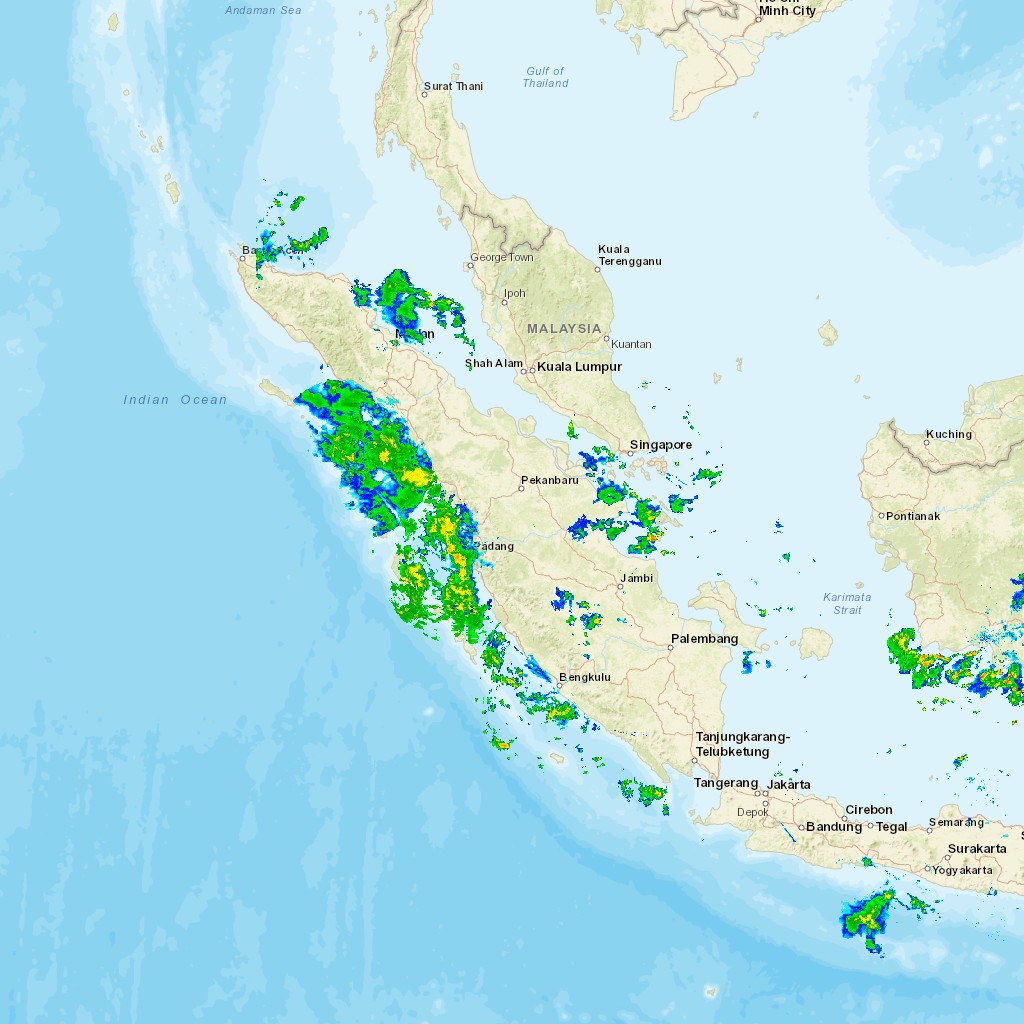 Andaman Sea
Minh City
Gulf of
Thailand
Surat Thani
Kuala
Terengganu
George Town
Ipoh
MALAYSIA
Kuantan
Shah Alam
Kuala Lumpur
Indian Ocean
Singapore
Kuching
Pekanbaru
Pontianak
Padang
Jambi
Karimata
Strait
Palembang
Bengkulu
Tanjungkarang-
Telubketung
Tangerang
Jakarta
Depok
Cirebon
Bandung
Tegal
Semarang
Surakarta
Yogyakarta